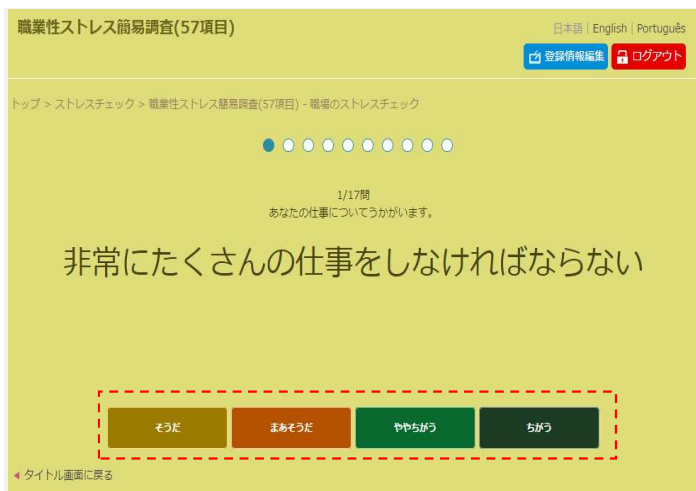 職業性ストレス簡易調査(57項目)
日本語 | English | Português
登録情報編集 ログアウト
トップ > ストレスチェック > 職業性ストレス簡易調査(57項目) - 職場のストレスチェック
1/17問
あなたの仕事についてうかがいます。
非常にたくさんの仕事をしなければならない
そうだ まあそうだ ややちがう ちがう
タイトル画面に戻る